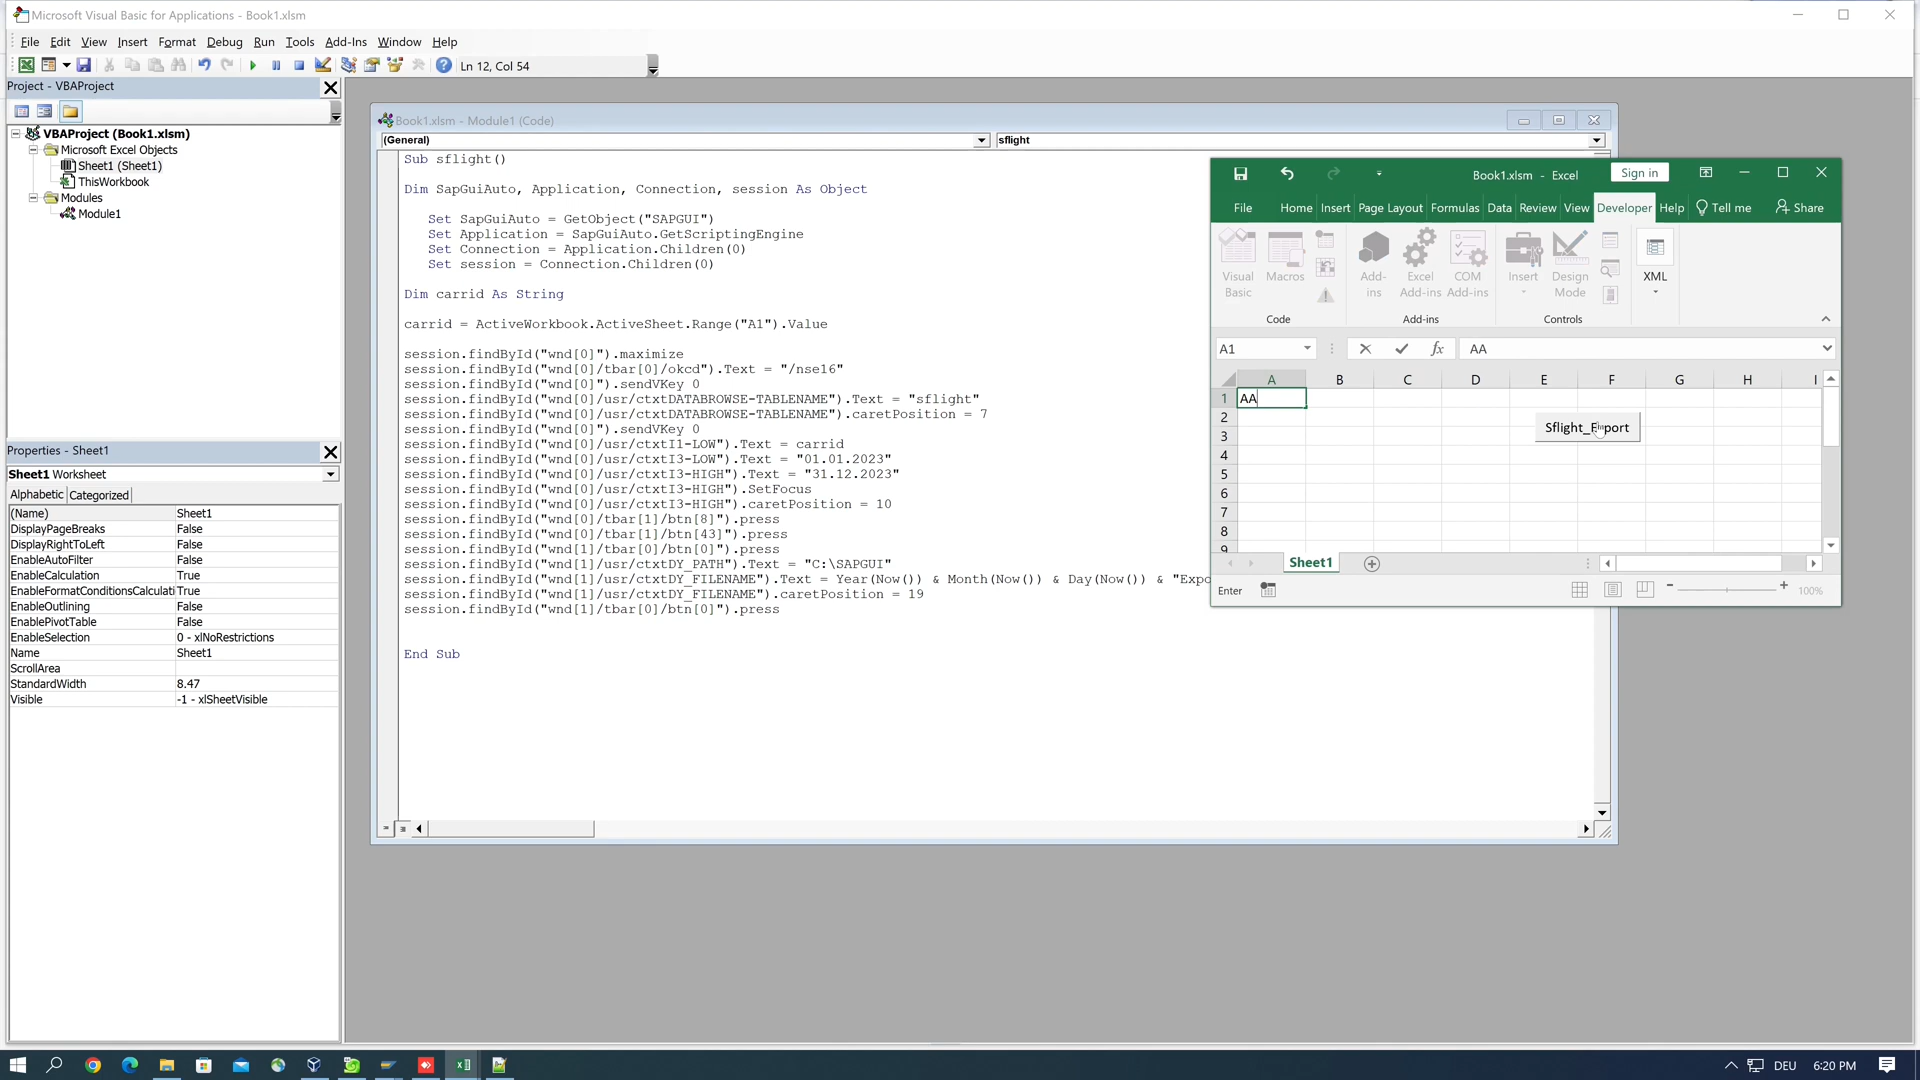 Microsoft Visual Basic for Applications - Book1.xlsm
File Edit View Insert Format Debug Run Tools Add-Ins Window Help
Ln 12, Col 54
Project - VBAProject
VBAProject (Book1.xlsm)
Microsoft Excel Objects
Sheet1 (Sheet1)
ThisWorkbook
Modules
Module1
Properties - Sheet1
Sheet1 Worksheet
Alphabetic Categorized
(Name) Sheet1
DisplayPageBreaks False
DisplayRightToLeft False
EnableAutoFilter False
EnableCalculation True
EnableFormatConditionsCalculati True
EnableOutlining False
EnablePivotTable False
EnableSelection 0 - xlNoRestrictions
Name Sheet1
ScrollArea
StandardWidth 8.47
Visible -1 - xlSheetVisible
Book1.xlsm - Module1 (Code)
(General) sflight
Sub sflight()
Dim SapGuiAuto, Application, Connection, session As Object
Set SapGuiAuto = GetObject("SAPGUI")
Set Application = SapGuiAuto.GetScriptingEngine
Set Connection = Application.Children(0)
Set session = Connection.Children(0)
Dim carrid As String
carrid = ActiveWorkbook.ActiveSheet.Range("A1").Value
session.findById("wnd[0]").maximize
session.findById("wnd[0]/tbar[0]/okcd").Text = "/nse16"
session.findById("wnd[0]").sendVKey 0
session.findById("wnd[0]/usr/ctxtDATABROWSE-TABLENAME").Text = "sflight"
session.findById("wnd[0]/usr/ctxtDATABROWSE-TABLENAME").caretPosition = 7
session.findById("wnd[0]").sendVKey 0
session.findById("wnd[0]/usr/ctxtI1-LOW").Text = carrid
session.findById("wnd[0]/usr/ctxtI3-LOW").Text = "01.01.2023"
session.findById("wnd[0]/usr/ctxtI3-HIGH").Text = "31.12.2023"
session.findById("wnd[0]/usr/ctxtI3-HIGH").SetFocus
session.findById("wnd[0]/usr/ctxtI3-HIGH").caretPosition = 10
session.findById("wnd[0]/tbar[1]/btn[8]").press
session.findById("wnd[0]/tbar[1]/btn[43]").press
session.findById("wnd[1]/tbar[0]/btn[0]").press
session.findById("wnd[1]/usr/ctxtDY_PATH").Text = "C:\SAPGUI"
session.findById("wnd[1]/usr/ctxtDY_FILENAME").Text = Year(Now()) & Month(Now()) & Day(Now()) & "Expo
session.findById("wnd[1]/usr/ctxtDY_FILENAME").caretPosition = 19
session.findById("wnd[1]/tbar[0]/btn[0]").press
End Sub
Book1.xlsm - Excel Sign in
File Home Insert Page Layout Formulas Data Review View Developer Help Tell me Share
Visual Basic Macros Add-ins Excel Add-ins COM Add-ins Insert Design Mode XML
Code Add-ins Controls
A1 fx AA
A B C D E F G H I
1 AA
2
3
4
5
6
7
8
9
Sflight_Export
Sheet1
Enter 100%
DEU 6:20 PM